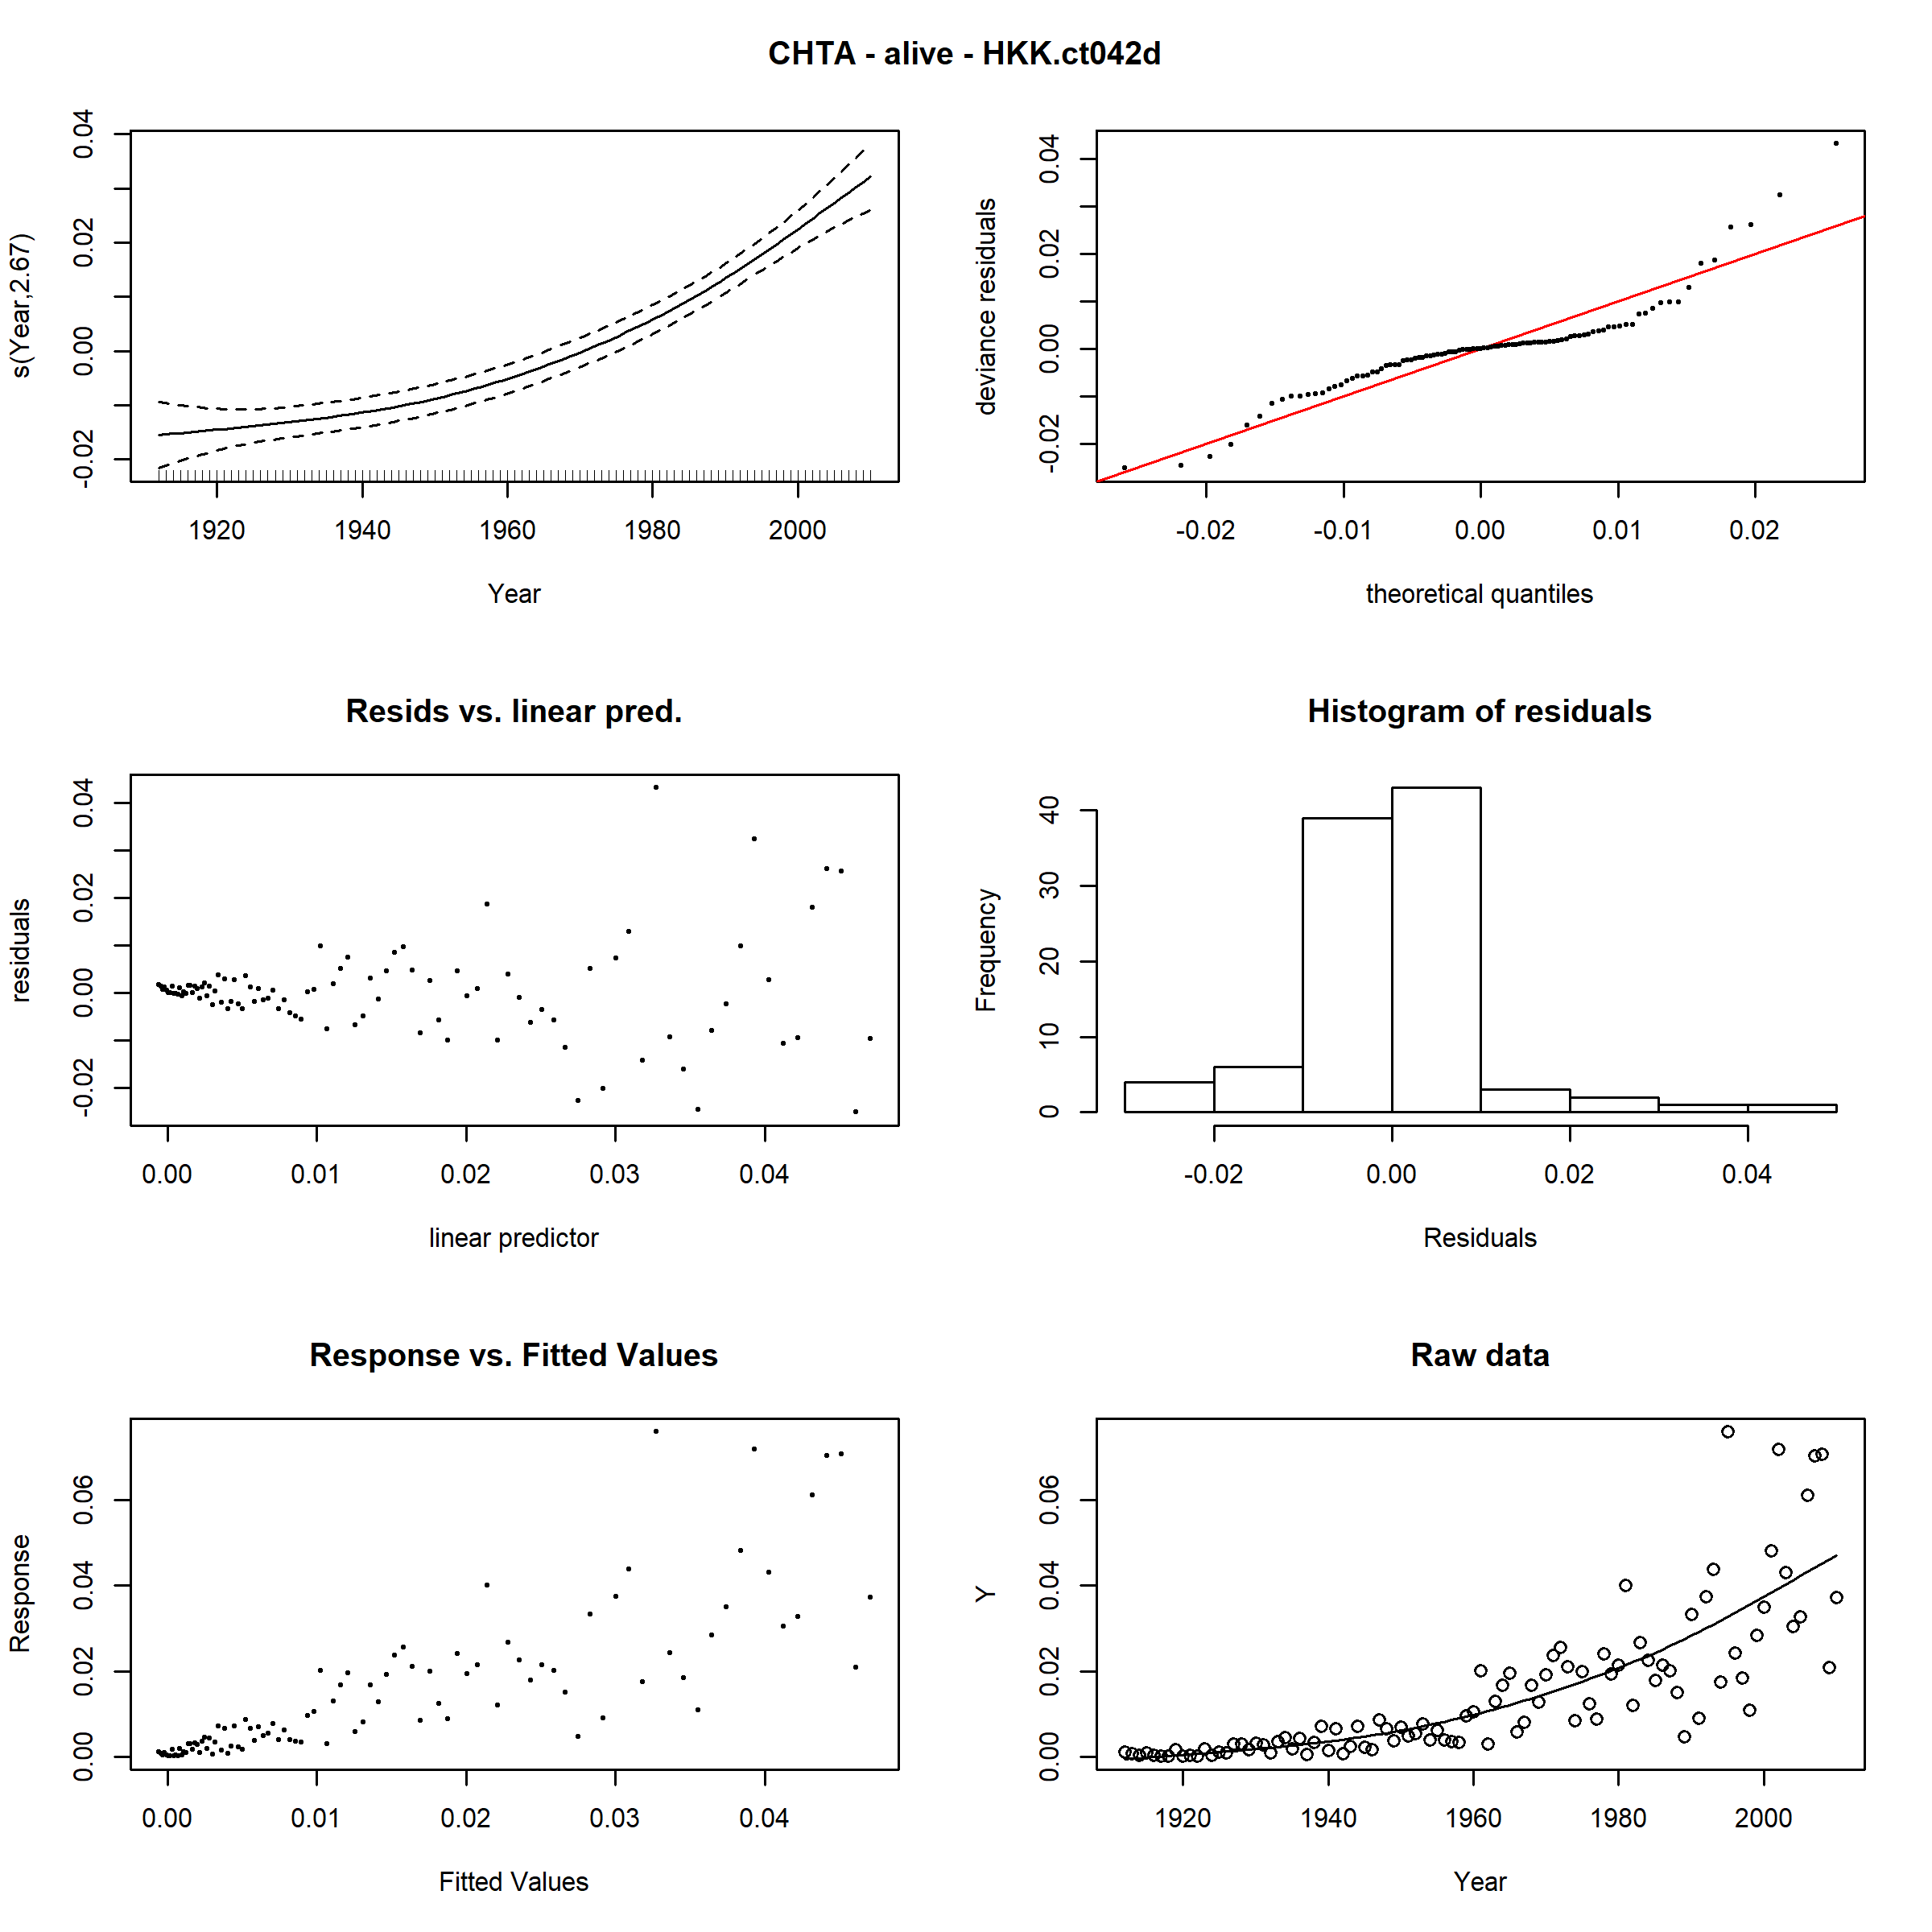 CHTA - alive - HKK.ct042d
s(Year,2.67)
-0.02 0.00 0.02 0.04
1920 1940 1960 1980 2000
Year
deviance residuals
-0.02 0.00 0.02 0.04
-0.02 -0.01 0.00 0.01 0.02
theoretical quantiles
Resids vs. linear pred.
residuals
-0.02 0.00 0.02 0.04
0.00 0.01 0.02 0.03 0.04
linear predictor
Histogram of residuals
Frequency
0 10 20 30 40
-0.02 0.00 0.02 0.04
Residuals
Response vs. Fitted Values
Response
0.00 0.02 0.04 0.06
0.00 0.01 0.02 0.03 0.04
Fitted Values
Raw data
Y
0.00 0.02 0.04 0.06
1920 1940 1960 1980 2000
Year